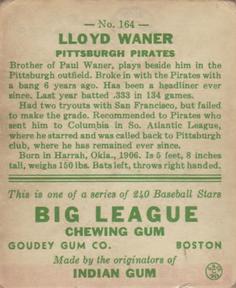 — No. 164 —
LLOYD WANER
PITTSBURGH PIRATES
Brother of Paul Waner, plays beside him in the
Pittsburgh outfield. Broke in with the Pirates with
a bang 6 years ago. Has been a headliner ever
since. Last year batted .333 in 134 games.
Had two tryouts with San Francisco, but failed
to make the grade. Recommended to Pirates who
sent him to Columbia in So. Atlantic League,
where he starred and was called back to Pittsburgh
club, where he has remained ever since.
Born in Harrah, Okla., 1906. Is 5 feet, 8 inches
tall, weighs 150 lbs. Bats left, throws right handed.
This is one of a series of 240 Baseball Stars
BIG LEAGUE
CHEWING GUM
GOUDEY GUM CO. BOSTON
Made by the originators of
INDIAN GUM